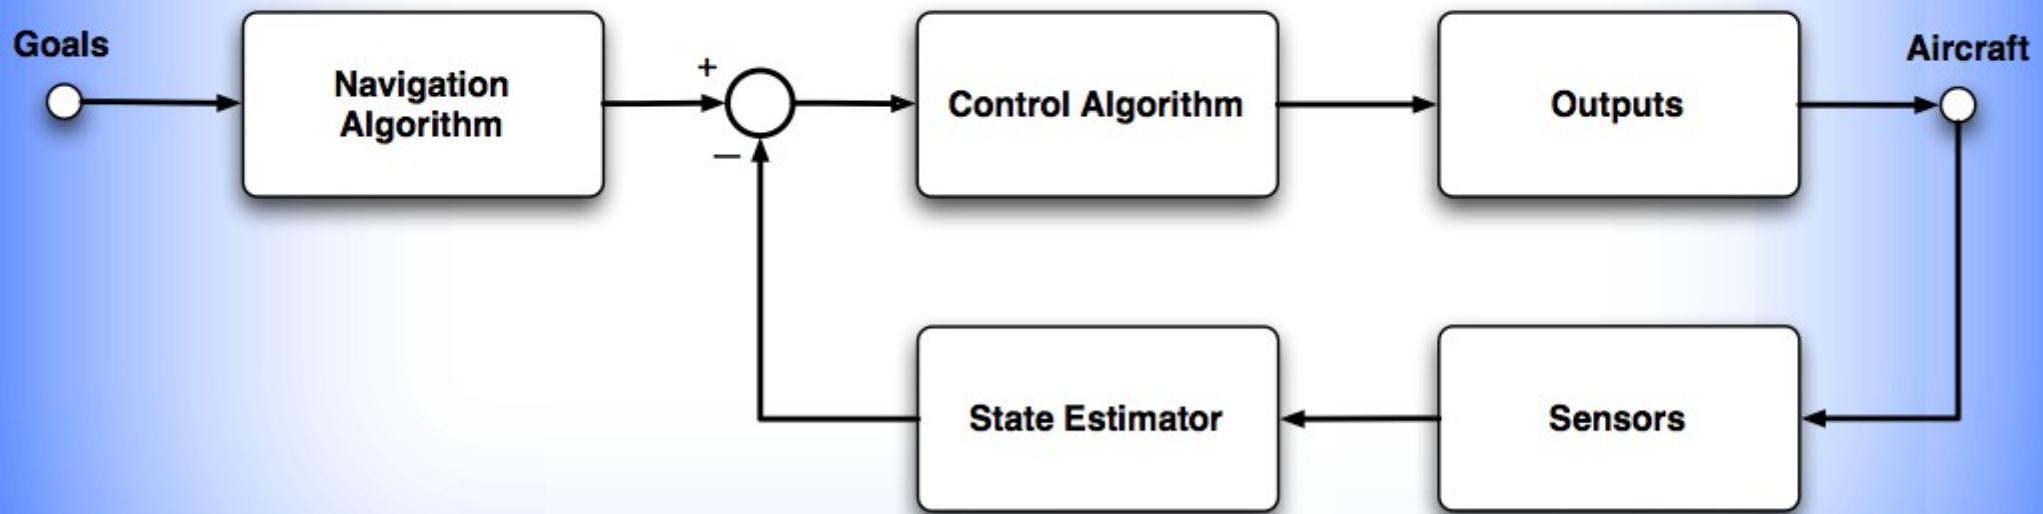 Goals
Navigation
Algorithm
+
–
Control Algorithm
Outputs
Aircraft
State Estimator
Sensors